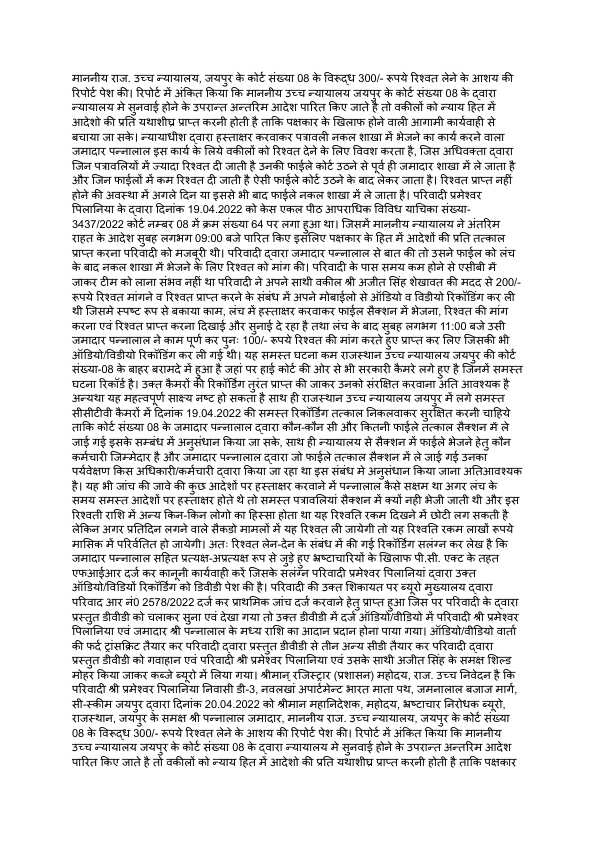 माननीय राज. उच्च न्यायालय, जयपुर के कोर्ट संख्या 08 के विरूद्ध 300/- रूपये रिश्वत लेने के आशय की
रिपोर्ट पेश की। रिपोर्ट में अंकित किया कि माननीय उच्च न्यायालय जयपुर के कोर्ट संख्या 08 के द्वारा
न्यायालय मे सुनवाई होने के उपरान्त अन्तरिम आदेश पारित किए जाते है तो वकीलों को न्याय हित में
आदेशो की प्रति यथाशीघ्र प्राप्त करनी होती है ताकि पक्षकार के खिलाफ होने वाली आगामी कार्यवाही से
बचाया जा सके। न्यायाधीश द्वारा हस्ताक्षर करवाकर पत्रावली नकल शाखा में भेजने का कार्य करने वाला
जमादार पन्नालाल इस कार्य के लिये वकीलों को रिश्वत देने के लिए विवश करता है, जिस अधिवक्ता द्वारा
जिन पत्रावलियों में ज्यादा रिश्वत दी जाती है उनकी फाईले कोर्ट उठने से पूर्व ही जमादार शाखा में ले जाता है
और जिन फाईलों में कम रिश्वत दी जाती है ऐसी फाईले कोर्ट उठने के बाद लेकर जाता है। रिश्वत प्राप्त नहीं
होने की अवस्था में अगले दिन या इससे भी बाद फाईले नकल शाखा में ले जाता है। परिवादी प्रमेश्वर
पिलानिया के द्वारा दिनांक 19.04.2022 को केस एकल पीठ आपराधिक विविध याचिका संख्या-
3437/2022 कोर्ट नम्बर 08 में क्रम संख्या 64 पर लगा हुआ था। जिसमें माननीय न्यायालय ने अंतरिम
राहत के आदेश सुबह लगभग 09:00 बजे पारित किए इसलिए पक्षकार के हित में आदेशों की प्रति तत्काल
प्राप्त करना परिवादी को मजबूरी थी। परिवादी द्वारा जमादार पन्नालाल से बात की तो उसने फाईल को लंच
के बाद नकल शाखा में भेजने के लिए रिश्वत को मांग की। परिवादी के पास समय कम होने से एसीबी में
जाकर टीम को लाना संभव नहीं था परिवादी ने अपने साथी वकील श्री अजीत सिंह शेखावत की मदद से 200/-
रूपये रिश्वत मांगने व रिश्वत प्राप्त करने के संबंध में अपने मोबाईलो से ऑडियो व विडीयो रिकॉडिंग कर ली
थी जिसमे स्पष्ट रूप से बकाया काम, लंच में हस्ताक्षर करवाकर फाईल सैक्शन में भेजना, रिश्वत की मांग
करना एवं रिश्वत प्राप्त करना दिखाई और सुनाई दे रहा है तथा लंच के बाद सुबह लगभग 11:00 बजे उसी
जमादार पन्नालाल ने काम पूर्ण कर पुनः 100/- रूपये रिश्वत की मांग करते हुए प्राप्त कर लिए जिसकी भी
ऑडियो/विडीयो रिकॉडिंग कर ली गई थी। यह समस्त घटना कम राजस्थान उच्च न्यायालय जयपुर की कोर्ट
संख्या-08 के बाहर बरामदे में हुआ है जहां पर हाई कोर्ट की ओर से भी सरकारी कैमरे लगे हुए है जिनमें समस्त
घटना रिकॉर्ड है। उक्त कैमरों की रिकॉर्डिंग तुरंत प्राप्त की जाकर उनको संरक्षित करवाना अति आवश्यक है
अन्यथा यह महत्वपूर्ण साक्ष्य नष्ट हो सकता है साथ ही राजस्थान उच्च न्यायालय जयपुर में लगे समस्त
सीसीटीवी कैमरों में दिनांक 19.04.2022 की समस्त रिकॉर्डिंग तत्काल निकलवाकर सुरक्षित करनी चाहिये
ताकि कोर्ट संख्या 08 के जमादार पन्नालाल द्वारा कौन-कौन सी और कितनी फाईले तत्काल सैक्शन में ले
जाई गई इसके सम्बंध में अनुसंधान किया जा सके, साथ ही न्यायालय से सैक्शन में फाईले भेजने हेतु कौन
कर्मचारी जिम्मेदार है और जमादार पन्नालाल द्वारा जो फाईले तत्काल सैक्शन में ले जाई गई उनका
पर्यवेक्षण किस अधिकारी/कर्मचारी द्वारा किया जा रहा था इस संबंध मे अनुसंधान किया जाना अतिआवश्यक
है। यह भी जांच की जावे की कुछ आदेशों पर हस्ताक्षर करवाने में पन्नालाल कैसे सक्षम था अगर लंच के
समय समस्त आदेशों पर हस्ताक्षर होते थे तो समस्त पत्रावलियां सैक्शन में क्यों नही भेजी जाती थी और इस
रिश्वती राशि में अन्य किन-किन लोगो का हिस्सा होता था यह रिश्वति रकम दिखने में छोटी लग सकती है
लेकिन अगर प्रतिदिन लगने वाले सैकडो मामलों में यह रिश्वत ली जायेगी तो यह रिश्वति रकम लाखों रूपये
मासिक में परिर्वतित हो जायेगी। अतः रिश्वत लेन-देन के संबंध में की गई रिकॉर्डिंग सलंग्न कर लेख है कि
जमादार पन्नालाल सहित प्रत्यक्ष-अप्रत्यक्ष रूप से जुडे हुए भ्रष्टाचारियों के खिलाफ पी.सी. एक्ट के तहत
एफआईआर दर्ज कर कानूनी कार्यवाही करें जिसके सलंग्न परिवादी प्रमेश्वर पिलानियां द्वारा उक्त
ऑडियो/विडियों रिकॉर्डिंग को डिवीडी पेश की है। परिवादी की उक्त शिकायत पर ब्यूरो मुख्यालय द्वारा
परिवाद आर नं0 2578/2022 दर्ज कर प्राथमिक जांच दर्ज करवाने हेतु प्राप्त हुआ जिस पर परिवादी के द्वारा
प्रस्तुत डीवीडी को चलाकर सुना एवं देखा गया तो उक्त डीवीडी में दर्ज ऑडियो/वीडीयो में परिवादी श्री प्रमेश्वर
पिलानिया एवं जमादार श्री पन्नालाल के मध्य राशि का आदान प्रदान होना पाया गया। ऑडियो/वीडीयो वार्ता
की फर्द ट्रांसक्रिट तैयार कर परिवादी द्वारा प्रस्तुत डीवीडी से तीन अन्य सीडी तैयार कर परिवादी द्वारा
प्रस्तुत डीवीडी को गवाहान एवं परिवादी श्री प्रमेश्वर पिलानिया एवं उसके साथी अजीत सिंह के समक्ष शिल्ड
मोहर किया जाकर कब्जे ब्यूरो में लिया गया। श्रीमान् रजिस्ट्रार (प्रशासन) महोदय, राज. उच्च निवेदन है कि
परिवादी श्री प्रमेश्वर पिलानिया निवासी डी-3, नवलखां अपार्टमेन्ट भारत माता पथ, जमनालाल बजाज मार्ग,
सी-स्कीम जयपुर द्वारा दिनांक 20.04.2022 को श्रीमान महानिदेशक, महोदय, भ्रष्टाचार निरोधक ब्यूरो,
राजस्थान, जयपुर के समक्ष श्री पन्नालाल जमादार, माननीय राज. उच्च न्यायालय, जयपुर के कोर्ट संख्या
08 के विरूद्ध 300/- रूपये रिश्वत लेने के आशय की रिपोर्ट पेश की। रिपोर्ट में अंकित किया कि माननीय
उच्च न्यायालय जयपुर के कोर्ट संख्या 08 के द्वारा न्यायालय मे सुनवाई होने के उपरान्त अन्तरिम आदेश
पारित किए जाते है तो वकीलों को न्याय हित में आदेशो की प्रति यथाशीघ्र प्राप्त करनी होती है ताकि पक्षकार